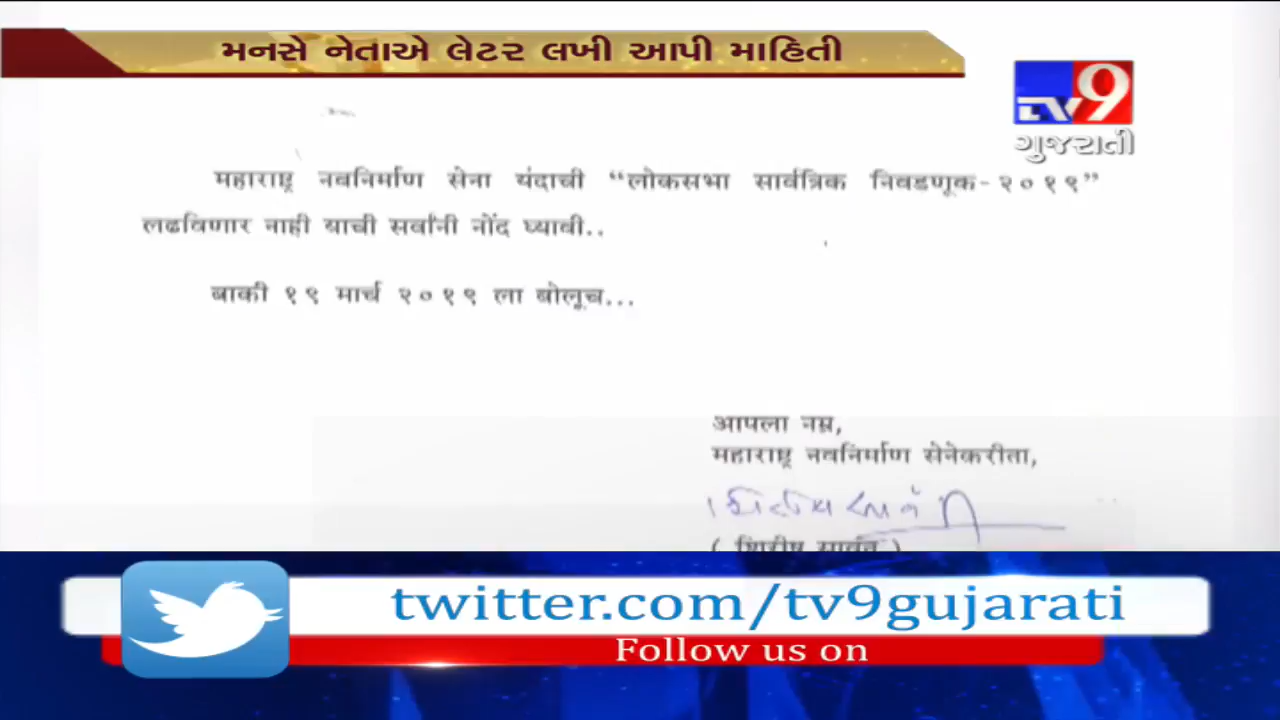 મનસે નેતાએ લેટર લખી આપી માહિતી
TV9
ગુજરાતી
महाराष्ट्र नवनिर्माण सेना यंदाची “लोकसभा सार्वत्रिक निवडणूक-२०१९”
लढविणार नाही याची सर्वांनी नोंद घ्यावी..
बाकी १९ मार्च २०१९ ला बोलूच...
आपला नम्र,
महाराष्ट्र नवनिर्माण सेनेकरीता,
( शिरीष सावंत )
twitter.com/tv9gujarati
Follow us on